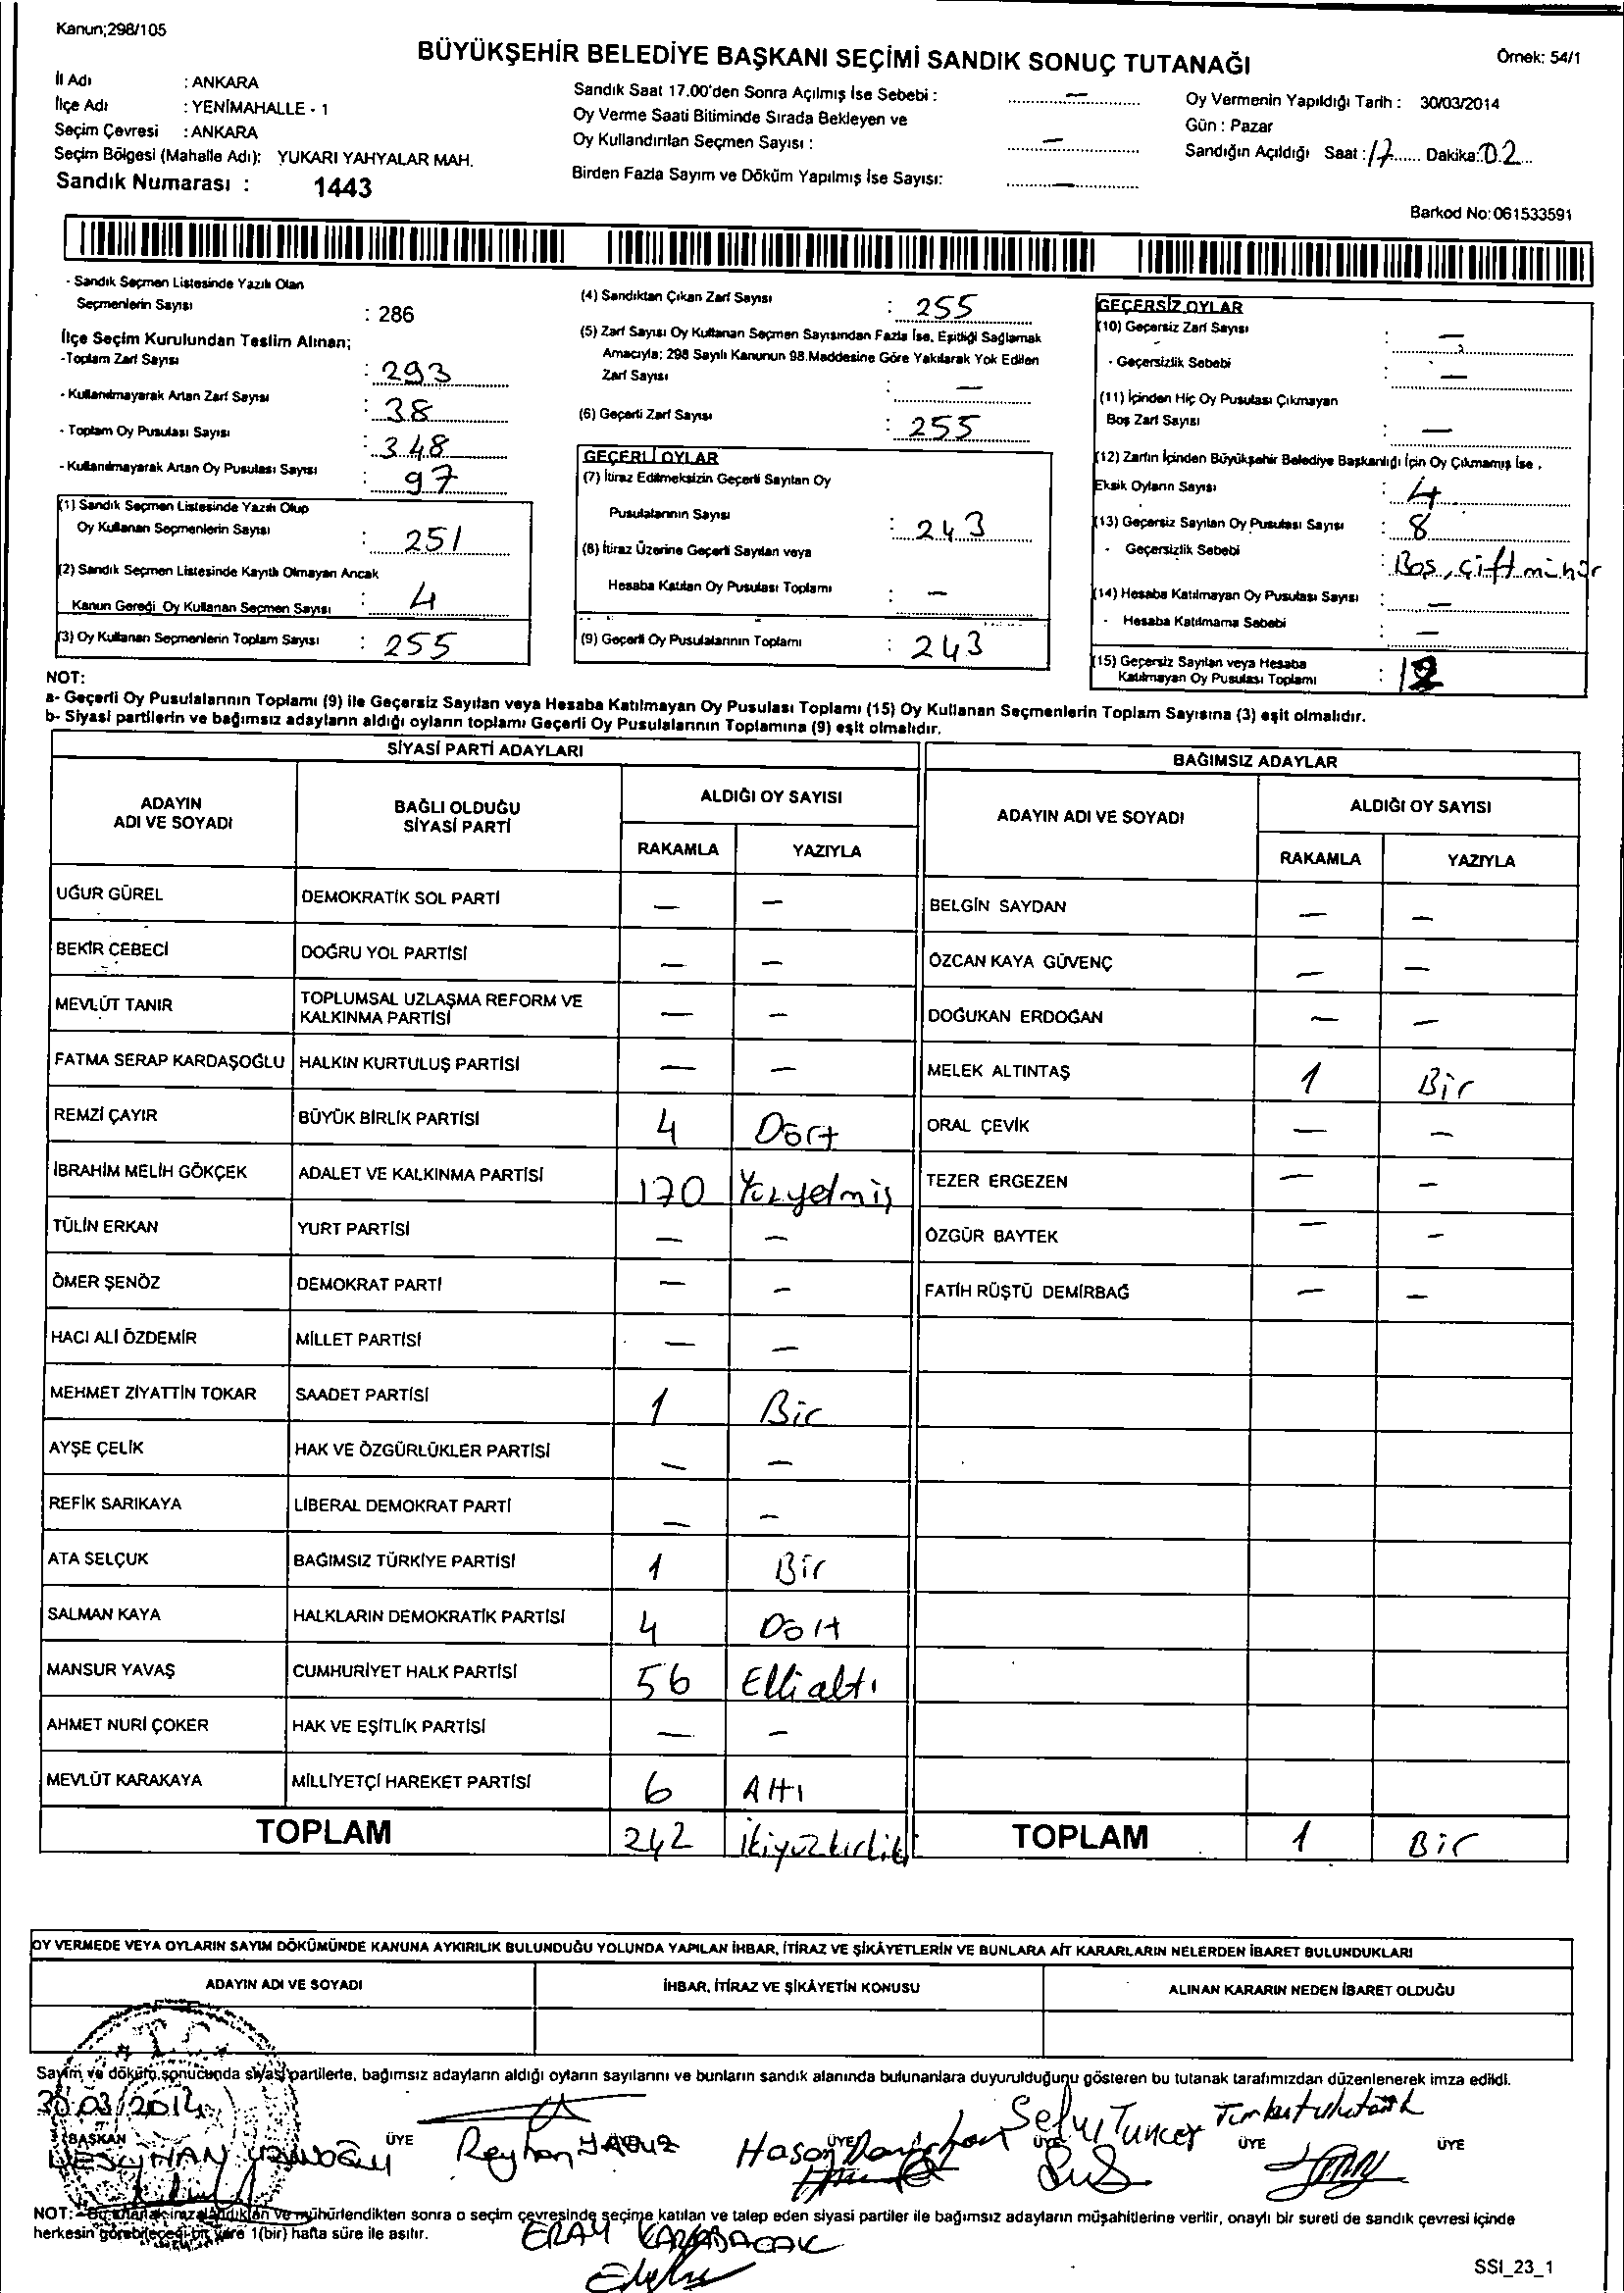 Kanun;298/105
BÜYÜKŞEHİR BELEDİYE BAŞKANI SEÇİMİ SANDIK SONUÇ TUTANAĞI
Örnek: 54/1
İl Adı : ANKARA
İlçe Adı : YENİMAHALLE - 1
Seçim Çevresi : ANKARA
Seçim Bölgesi (Mahalle Adı): YUKARI YAHYALAR MAH.
Sandık Numarası : 1443
Sandık Saat 17.00'den Sonra Açılmış İse Sebebi : —
Oy Verme Saati Bitiminde Sırada Bekleyen ve
Oy Kullandırılan Seçmen Sayısı : —
Birden Fazla Sayım ve Döküm Yapılmış İse Sayısı: —
Oy Vermenin Yapıldığı Tarih : 30/03/2014
Gün : Pazar
Sandığın Açıldığı Saat : 17 Dakika: 02
Barkod No: 061533591
- Sandık Seçmen Listesinde Yazılı Olan
Seçmenlerin Sayısı : 286
İlçe Seçim Kurulundan Teslim Alınan;
-Toplam Zarf Sayısı : 293
- Kullanılmayarak Artan Zarf Sayısı : 38
- Toplam Oy Pusulası Sayısı : 348
- Kullanılmayarak Artan Oy Pusulası Sayısı : 97
(1) Sandık Seçmen Listesinde Yazılı Olup
Oy Kullanan Seçmenlerin Sayısı : 251
(2) Sandık Seçmen Listesinde Kayıtlı Olmayan Ancak
Kanun Gereği Oy Kullanan Seçmen Sayısı : 4
(3) Oy Kullanan Seçmenlerin Toplam Sayısı : 255
(4) Sandıktan Çıkan Zarf Sayısı : 255
(5) Zarf Sayısı Oy Kullanan Seçmen Sayısından Fazla İse, Eşitliği Sağlamak
Amacıyla; 298 Sayılı Kanunun 98.Maddesine Göre Yakılarak Yok Edilen
Zarf Sayısı : —
(6) Geçerli Zarf Sayısı : 255
GEÇERLİ OYLAR
(7) İtiraz Edilmeksizin Geçerli Sayılan Oy
Pusulalarının Sayısı : 243
(8) İtiraz Üzerine Geçerli Sayılan veya
Hesaba Katılan Oy Pusulası Toplamı : —
(9) Geçerli Oy Pusulalarının Toplamı : 243
GEÇERSİZ OYLAR
(10) Geçersiz Zarf Sayısı : —
- Geçersizlik Sebebi : —
(11) İçinden Hiç Oy Pusulası Çıkmayan
Boş Zarf Sayısı : —
(12) Zarfın İçinden Büyükşehir Belediye Başkanlığı İçin Oy Çıkmamış İse ,
Eksik Oyların Sayısı : 4
(13) Geçersiz Sayılan Oy Pusulası Sayısı : 8
- Geçersizlik Sebebi : Boş, çift mühür
(14) Hesaba Katılmayan Oy Pusulası Sayısı : —
- Hesaba Katılmama Sebebi : —
(15) Geçersiz Sayılan veya Hesaba
Katılmayan Oy Pusulası Toplamı : 12
NOT:
a- Geçerli Oy Pusulalarının Toplamı (9) ile Geçersiz Sayılan veya Hesaba Katılmayan Oy Pusulası Toplamı (15) Oy Kullanan Seçmenlerin Toplam Sayısına (3) eşit olmalıdır.
b- Siyasi partilerin ve bağımsız adayların aldığı oyların toplamı Geçerli Oy Pusulalarının Toplamına (9) eşit olmalıdır.
SİYASİ PARTİ ADAYLARI
ADAYIN ADI VE SOYADI BAĞLI OLDUĞU SİYASİ PARTİ ALDIĞI OY SAYISI
RAKAMLA YAZIYLA
UĞUR GÜREL DEMOKRATİK SOL PARTİ — —
BEKİR CEBECİ DOĞRU YOL PARTİSİ — —
MEVLÜT TANIR TOPLUMSAL UZLAŞMA REFORM VE KALKINMA PARTİSİ — —
FATMA SERAP KARDAŞOĞLU HALKIN KURTULUŞ PARTİSİ — —
REMZİ ÇAYIR BÜYÜK BİRLİK PARTİSİ 4 Dört
İBRAHİM MELİH GÖKÇEK ADALET VE KALKINMA PARTİSİ 170 Yüzyetmiş
TÜLİN ERKAN YURT PARTİSİ — —
ÖMER ŞENÖZ DEMOKRAT PARTİ — —
HACI ALİ ÖZDEMİR MİLLET PARTİSİ — —
MEHMET ZİYATTİN TOKAR SAADET PARTİSİ 1 Bir
AYŞE ÇELİK HAK VE ÖZGÜRLÜKLER PARTİSİ — —
REFİK SARIKAYA LİBERAL DEMOKRAT PARTİ — —
ATA SELÇUK BAĞIMSIZ TÜRKİYE PARTİSİ 1 Bir
SALMAN KAYA HALKLARIN DEMOKRATİK PARTİSİ 4 Dört
MANSUR YAVAŞ CUMHURİYET HALK PARTİSİ 56 Elli altı
AHMET NURİ ÇOKER HAK VE EŞİTLİK PARTİSİ — —
MEVLÜT KARAKAYA MİLLİYETÇİ HAREKET PARTİSİ 6 Altı
TOPLAM 242 ikiyüzkırkiki
BAĞIMSIZ ADAYLAR
ADAYIN ADI VE SOYADI ALDIĞI OY SAYISI
RAKAMLA YAZIYLA
BELGİN SAYDAN — —
ÖZCAN KAYA GÜVENÇ — —
DOĞUKAN ERDOĞAN — —
MELEK ALTINTAŞ 1 Bir
ORAL ÇEVİK — —
TEZER ERGEZEN — —
ÖZGÜR BAYTEK — —
FATİH RÜŞTÜ DEMİRBAĞ — —
TOPLAM 1 Bir
OY VERMEDE VEYA OYLARIN SAYIM DÖKÜMÜNDE KANUNA AYKIRILIK BULUNDUĞU YOLUNDA YAPILAN İHBAR, İTİRAZ VE ŞİKÂYETLERİN VE BUNLARA AİT KARARLARIN NELERDEN İBARET BULUNDUKLARI
ADAYIN ADI VE SOYADI İHBAR, İTİRAZ VE ŞİKÂYETİN KONUSU ALINAN KARARIN NEDEN İBARET OLDUĞU
Sayım ve döküm sonucunda siyasi partilerle, bağımsız adayların aldığı oyların sayılarını ve bunların sandık alanında bulunanlara duyurulduğunu gösteren bu tutanak tarafımızdan düzenlenerek imza edildi.
30.03/2014
BAŞKAN ÜYE ÜYE ÜYE ÜYE ÜYE
Reyhan YAVUZ Hasan Selvi Tuncer
NOT: Bu tutanak imzalandıktan ve mühürlendikten sonra o seçim çevresinde seçime katılan ve talep eden siyasi partiler ile bağımsız adayların müşahitlerine verilir, onaylı bir sureti de sandık çevresi içinde
herkesin görebileceği bir yere 1(bir) hafta süre ile asılır.
ERAY KARABACAK
SSI_23_1